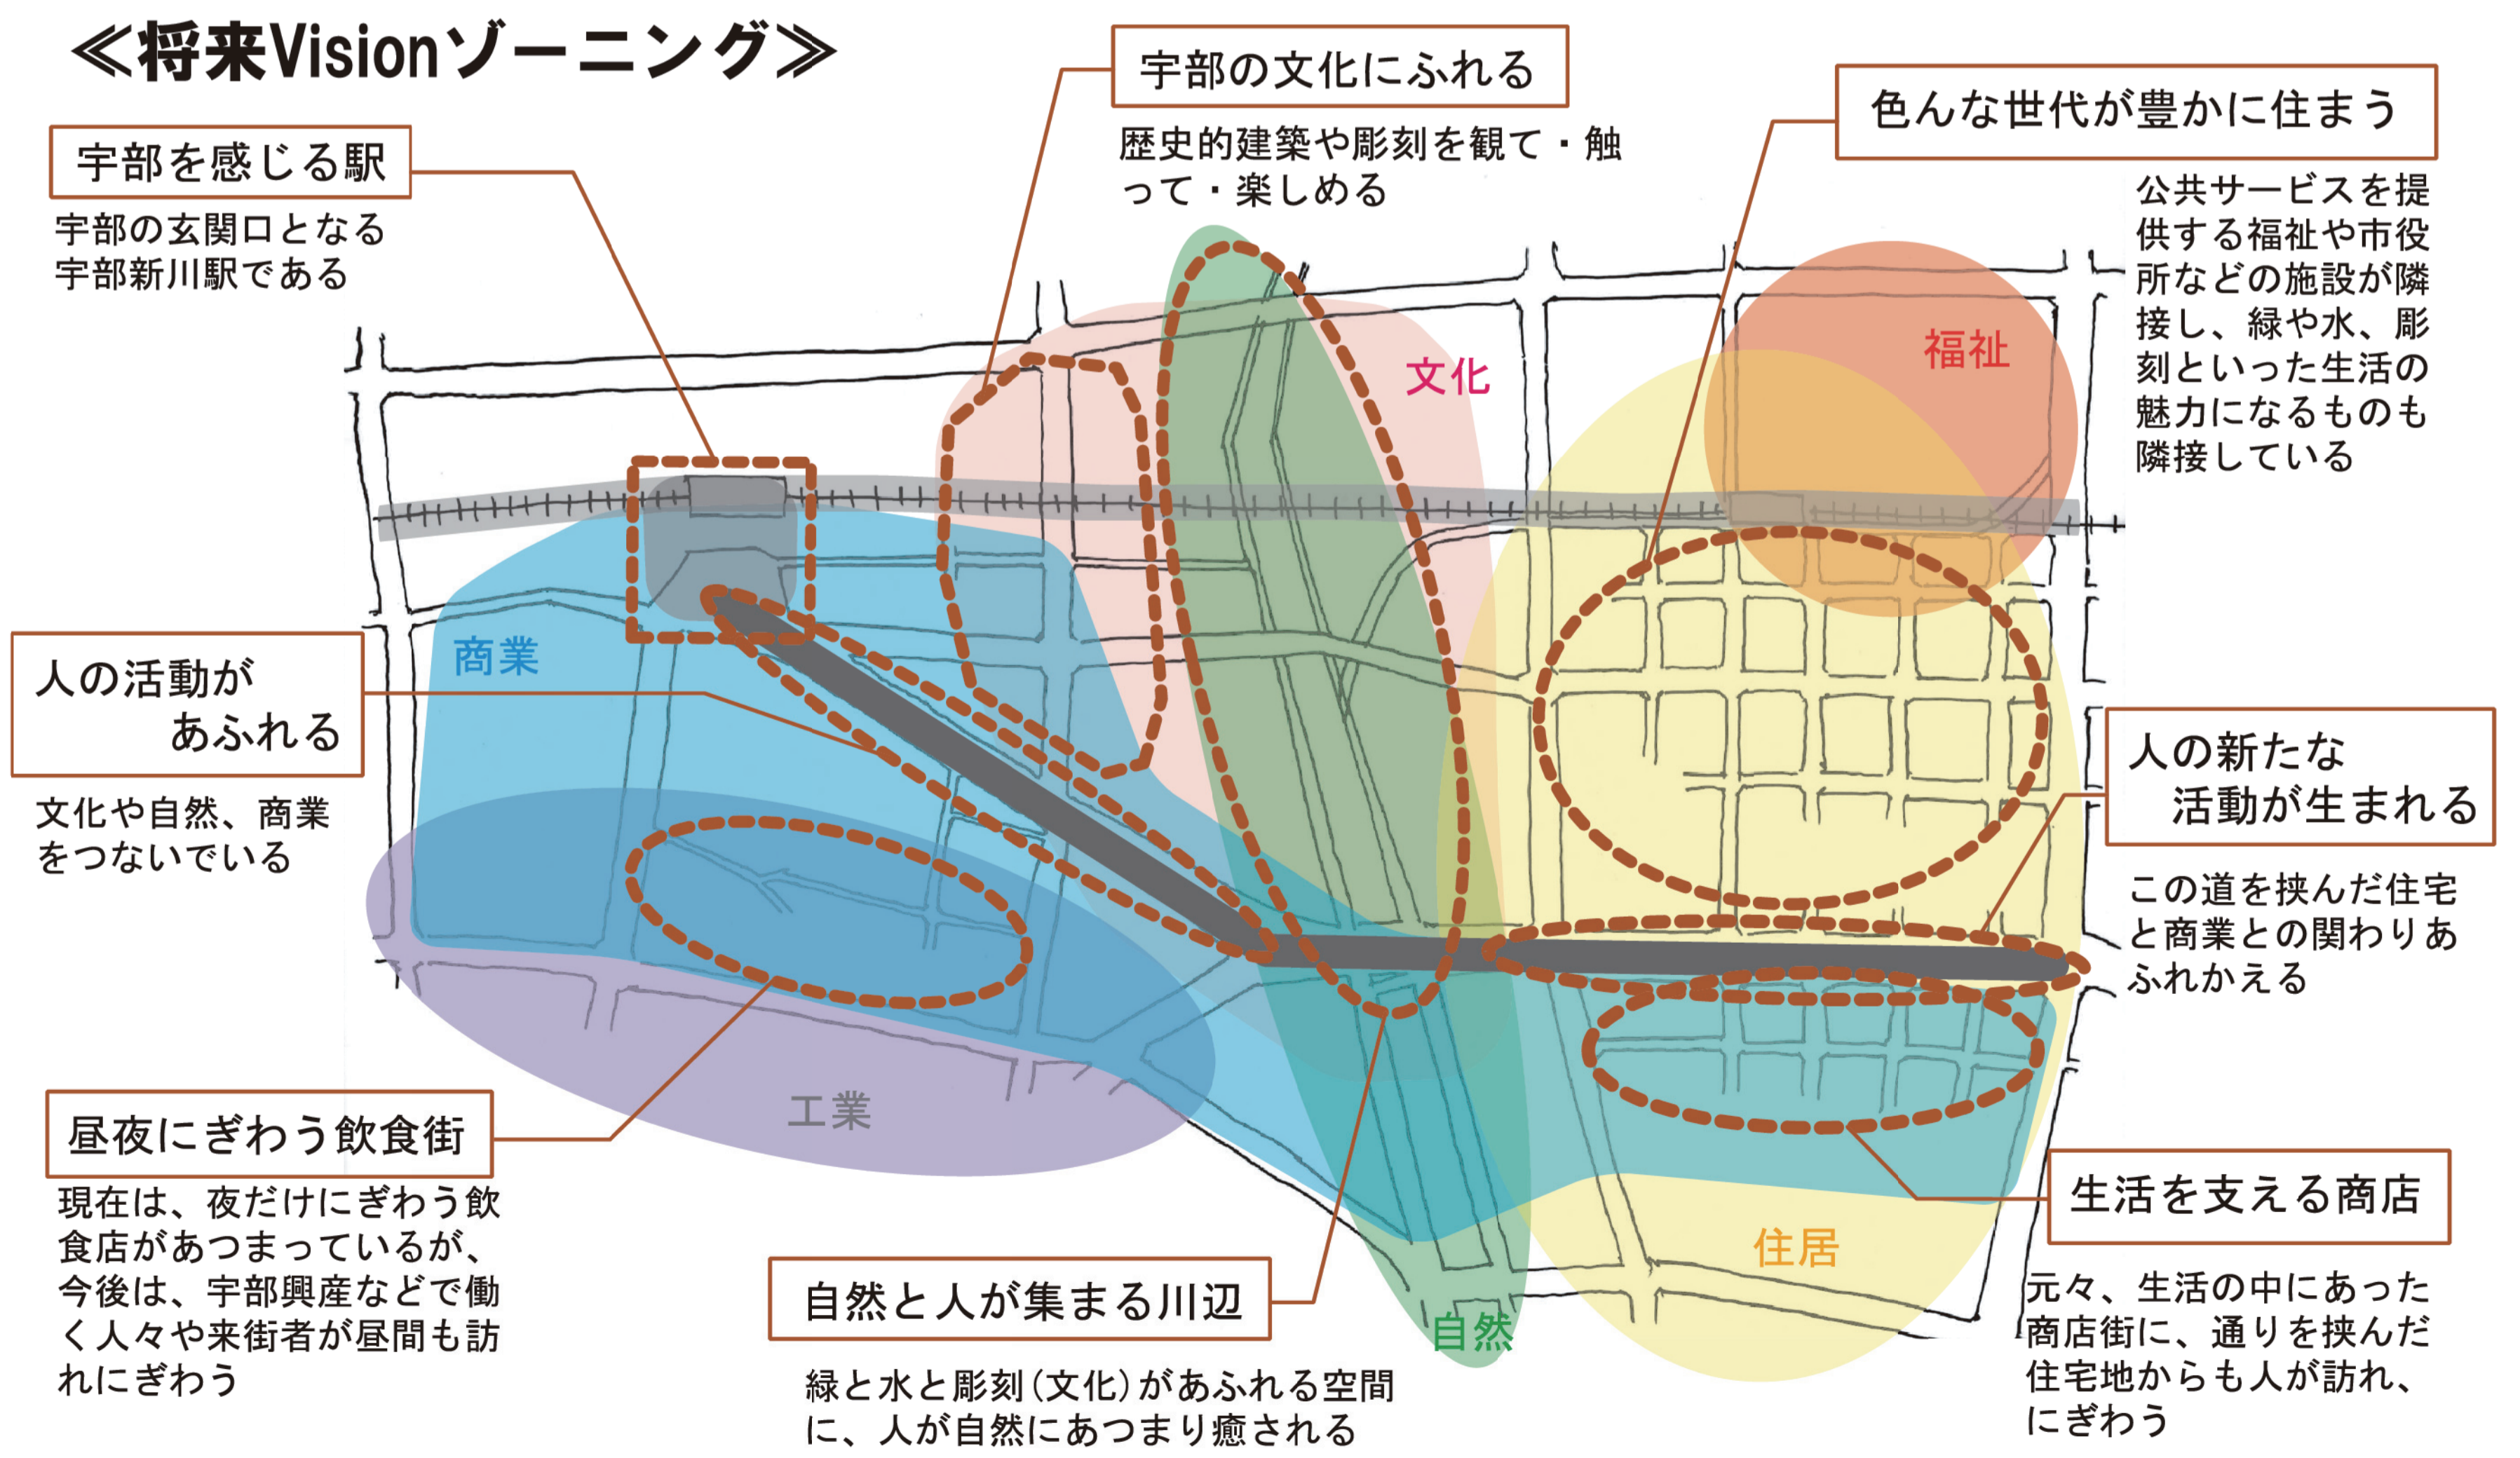 ≪将来Visionゾーニング≫
宇部を感じる駅
宇部の玄関口となる
宇部新川駅である
宇部の文化にふれる
歴史的建築や彫刻を観て・触
って・楽しめる
色んな世代が豊かに住まう
公共サービスを提
供する福祉や市役
所などの施設が隣
接し、緑や水、彫
刻といった生活の
魅力になるものも
隣接している
福祉
文化
商業
人の活動が
あふれる
文化や自然、商業
をつないでいる
人の新たな
活動が生まれる
この道を挟んだ住宅
と商業との関わりあ
ふれかえる
工業
昼夜にぎわう飲食街
現在は、夜だけにぎわう飲
食店があつまっているが、
今後は、宇部興産などで働
く人々や来街者が昼間も訪
れにぎわう
自然と人が集まる川辺
緑と水と彫刻(文化)があふれる空間
に、人が自然にあつまり癒される
自然
住居
生活を支える商店
元々、生活の中にあった
商店街に、通りを挟んだ
住宅地からも人が訪れ、
にぎわう